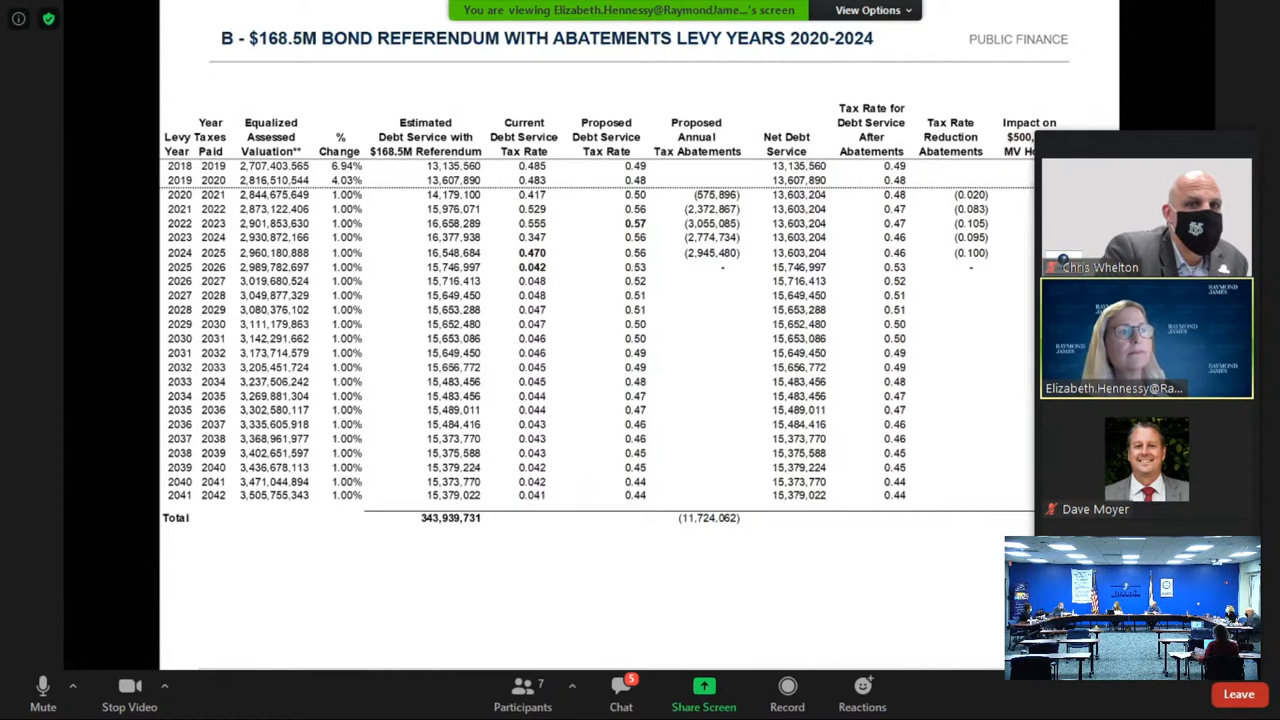 You are viewing Elizabeth.Hennessy@RaymondJame...'s screen
View Options
B - $168.5M BOND REFERENDUM WITH ABATEMENTS LEVY YEARS 2020-2024
PUBLIC FINANCE
Levy Year | Year Taxes Paid | Equalized Assessed Valuation** | % Change | Estimated Debt Service with $168.5M Referendum | Current Debt Service Tax Rate | Proposed Debt Service Tax Rate | Proposed Annual Tax Abatements | Net Debt Service | Tax Rate for Debt Service After Abatements | Tax Rate Reduction Abatements | Impact on $500, MV Ho
2018 2019 2,707,403,565 6.94% 13,135,560 0.485 0.49 13,135,560 0.49
2019 2020 2,816,510,544 4.03% 13,607,890 0.483 0.48 13,607,890 0.48
2020 2021 2,844,675,649 1.00% 14,179,100 0.417 0.50 (575,896) 13,603,204 0.48 (0.020)
2021 2022 2,873,122,406 1.00% 15,976,071 0.529 0.56 (2,372,867) 13,603,204 0.47 (0.083)
2022 2023 2,901,853,630 1.00% 16,658,289 0.555 0.57 (3,055,085) 13,603,204 0.47 (0.105)
2023 2024 2,930,872,166 1.00% 16,377,938 0.347 0.56 (2,774,734) 13,603,204 0.46 (0.095)
2024 2025 2,960,180,888 1.00% 16,548,684 0.470 0.56 (2,945,480) 13,603,204 0.46 (0.100)
2025 2026 2,989,782,697 1.00% 15,746,997 0.042 0.53 - 15,746,997 0.53 -
2026 2027 3,019,680,524 1.00% 15,716,413 0.048 0.52 15,716,413 0.52
2027 2028 3,049,877,329 1.00% 15,649,450 0.048 0.51 15,649,450 0.51
2028 2029 3,080,376,102 1.00% 15,653,288 0.047 0.51 15,653,288 0.51
2029 2030 3,111,179,863 1.00% 15,652,480 0.047 0.50 15,652,480 0.50
2030 2031 3,142,291,662 1.00% 15,653,086 0.046 0.50 15,653,086 0.50
2031 2032 3,173,714,579 1.00% 15,649,450 0.046 0.49 15,649,450 0.49
2032 2033 3,205,451,724 1.00% 15,656,772 0.045 0.49 15,656,772 0.49
2033 2034 3,237,506,242 1.00% 15,483,456 0.045 0.48 15,483,456 0.48
2034 2035 3,269,881,304 1.00% 15,483,456 0.044 0.47 15,483,456 0.47
2035 2036 3,302,580,117 1.00% 15,489,011 0.044 0.47 15,489,011 0.47
2036 2037 3,335,605,918 1.00% 15,484,416 0.043 0.46 15,484,416 0.46
2037 2038 3,368,961,977 1.00% 15,373,770 0.043 0.46 15,373,770 0.46
2038 2039 3,402,651,597 1.00% 15,375,588 0.043 0.45 15,375,588 0.45
2039 2040 3,436,678,113 1.00% 15,379,224 0.042 0.45 15,379,224 0.45
2040 2041 3,471,044,894 1.00% 15,373,770 0.042 0.44 15,373,770 0.44
2041 2042 3,505,755,343 1.00% 15,379,022 0.041 0.44 15,379,022 0.44
Total 343,939,731 (11,724,062)
Chris Whelton
RAYMOND JAMES
RAYMOND JAMES
RAYMOND JAMES
RAYMOND JAMES
RAYMOND JAMES
Elizabeth.Hennessy@Ra...
Dave Moyer
Mute
Stop Video
7
Participants
5
Chat
Share Screen
Record
Reactions
Leave